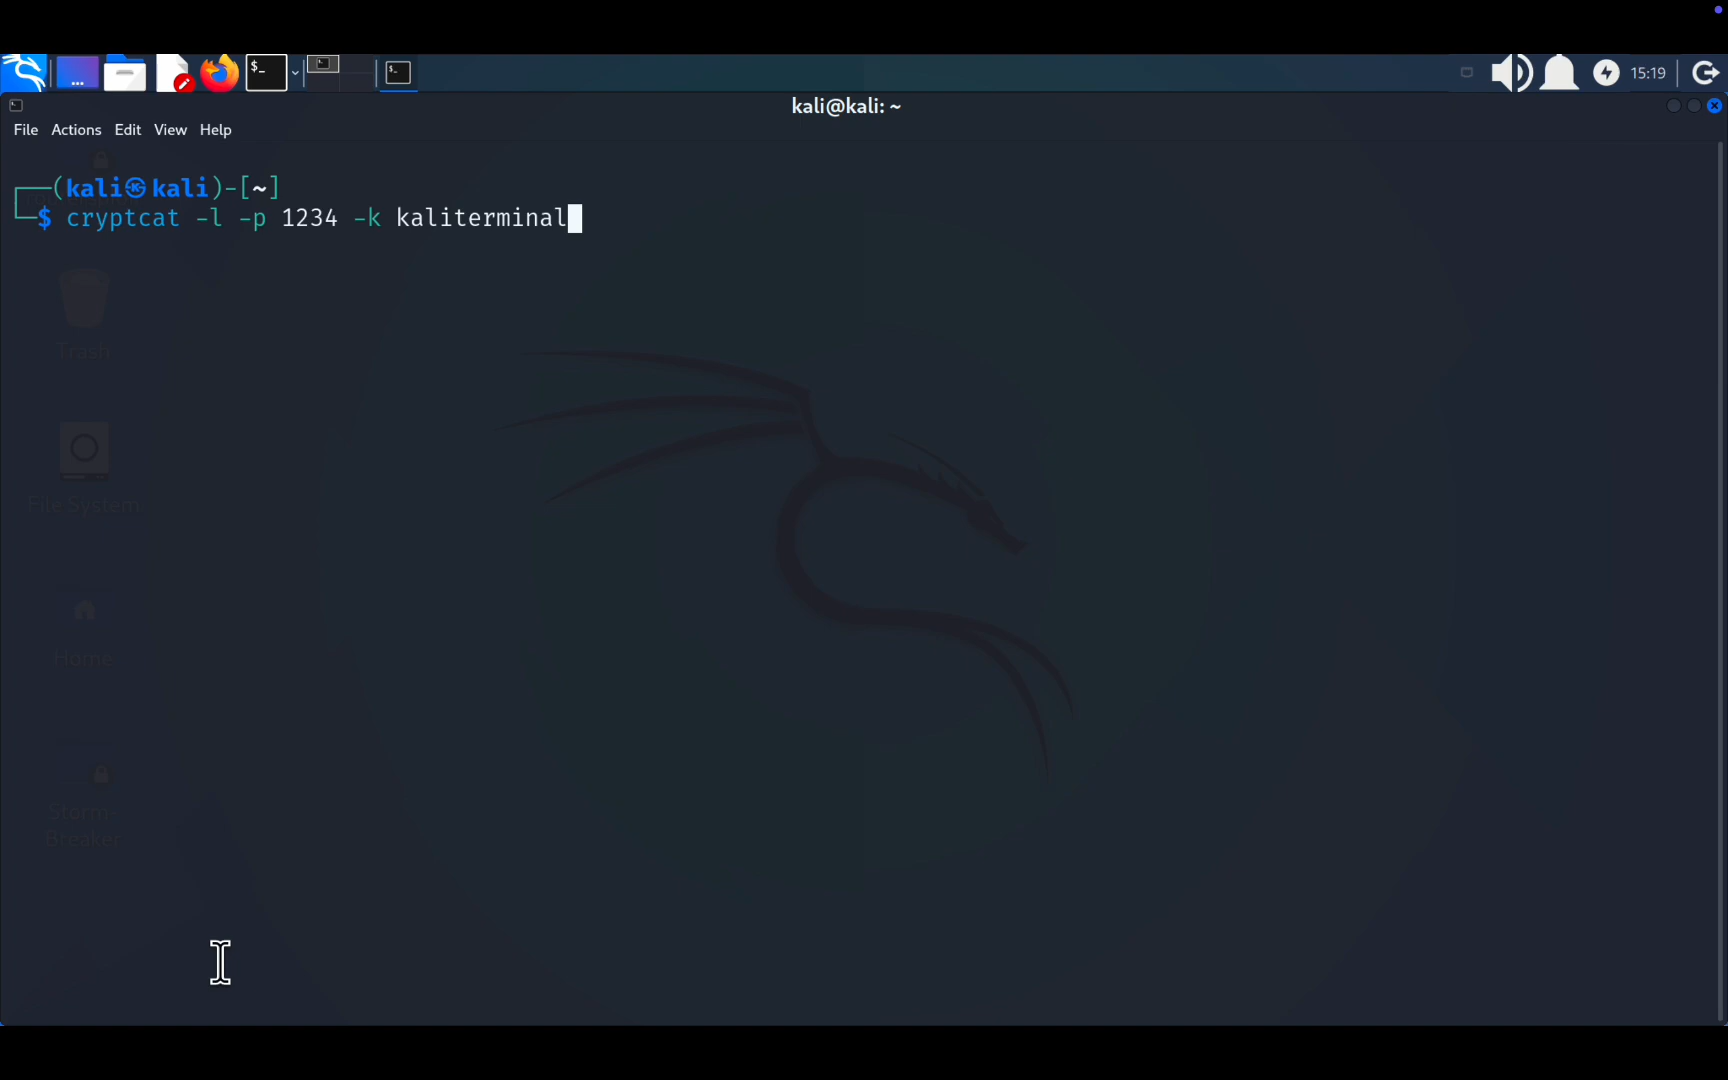 $_
15:19
kali@kali: ~
File Actions Edit View Help
(kali㉿kali)-[~]
$ cryptcat -l -p 1234 -k kaliterminal
Trash
File System
Home
Storm-
Breaker